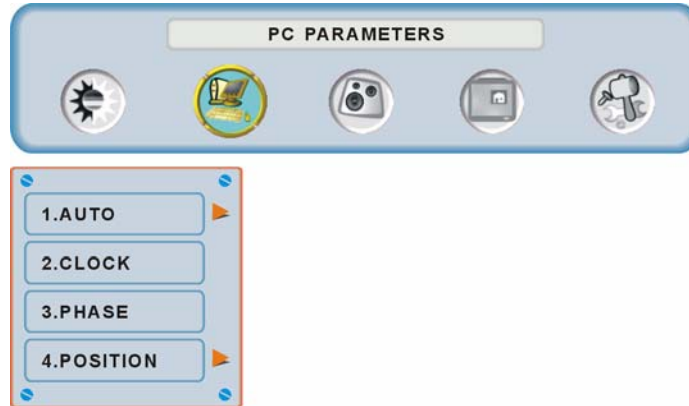 PC PARAMETERS
1.AUTO
2.CLOCK
3.PHASE
4.POSITION